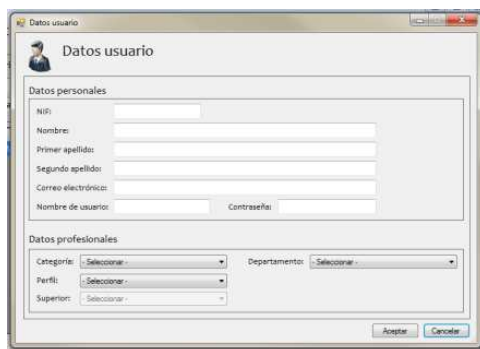 Datos usuario
Datos usuario
Datos personales
NIF:
Nombre:
Primer apellido:
Segundo apellido:
Correo electrónico:
Nombre de usuario: Contraseña:
Datos profesionales
Categoría: - Seleccionar - Departamento: - Seleccionar -
Perfil: - Seleccionar -
Superior: - Seleccionar -
Aceptar Cancelar